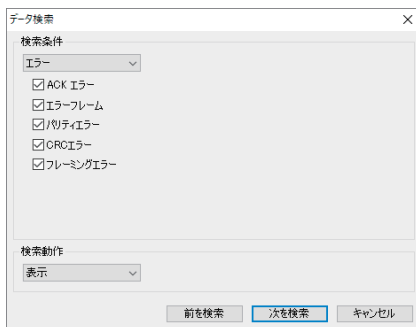 データ検索
検索条件
エラー
ACK エラー
エラーフレーム
パリティエラー
CRCエラー
フレーミングエラー
検索動作
表示
前を検索
次を検索
キャンセル